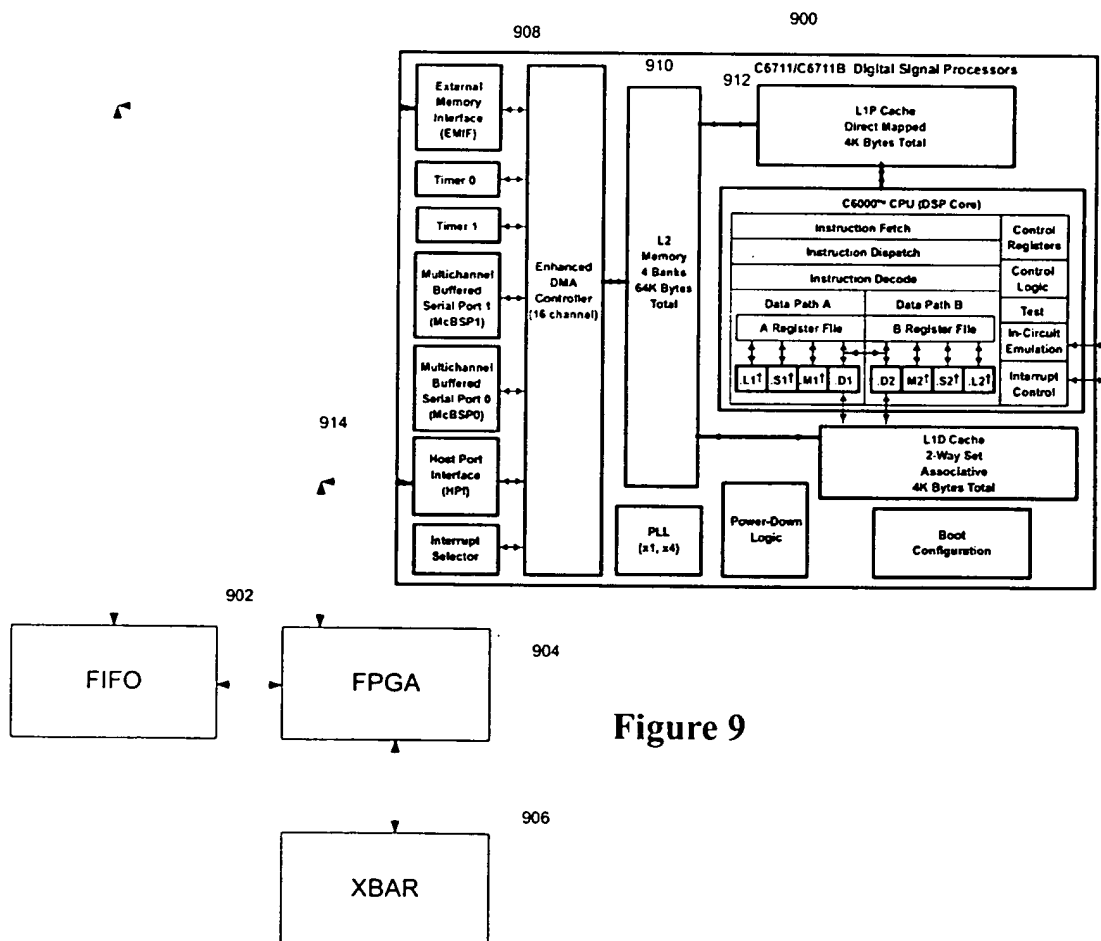 900
908
C6711/C6711B Digital Signal Processors
910
912
External
Memory
Interface
(EMIF)
L1P Cache
Direct Mapped
4K Bytes Total
Timer 0
Timer 1
Multichannel
Buffered
Serial Port 1
(McBSP1)
Multichannel
Buffered
Serial Port 0
(McBSP0)
914
Host Port
Interface
(HPI)
Interrupt
Selector
Enhanced
DMA
Controller
(16 channel)
L2
Memory
4 Banks
64K Bytes
Total
C6000™ CPU (DSP Core)
Instruction Fetch
Instruction Dispatch
Instruction Decode
Data Path A
Data Path B
A Register File
B Register File
.L1† .S1† .M1† .D1 .D2 M2† .S2† .L2†
Control
Registers
Control
Logic
Test
In-Circuit
Emulation
Interrupt
Control
L1D Cache
2-Way Set
Associative
4K Bytes Total
PLL
(x1, x4)
Power-Down
Logic
Boot
Configuration
902
FIFO
904
FPGA
Figure 9
906
XBAR